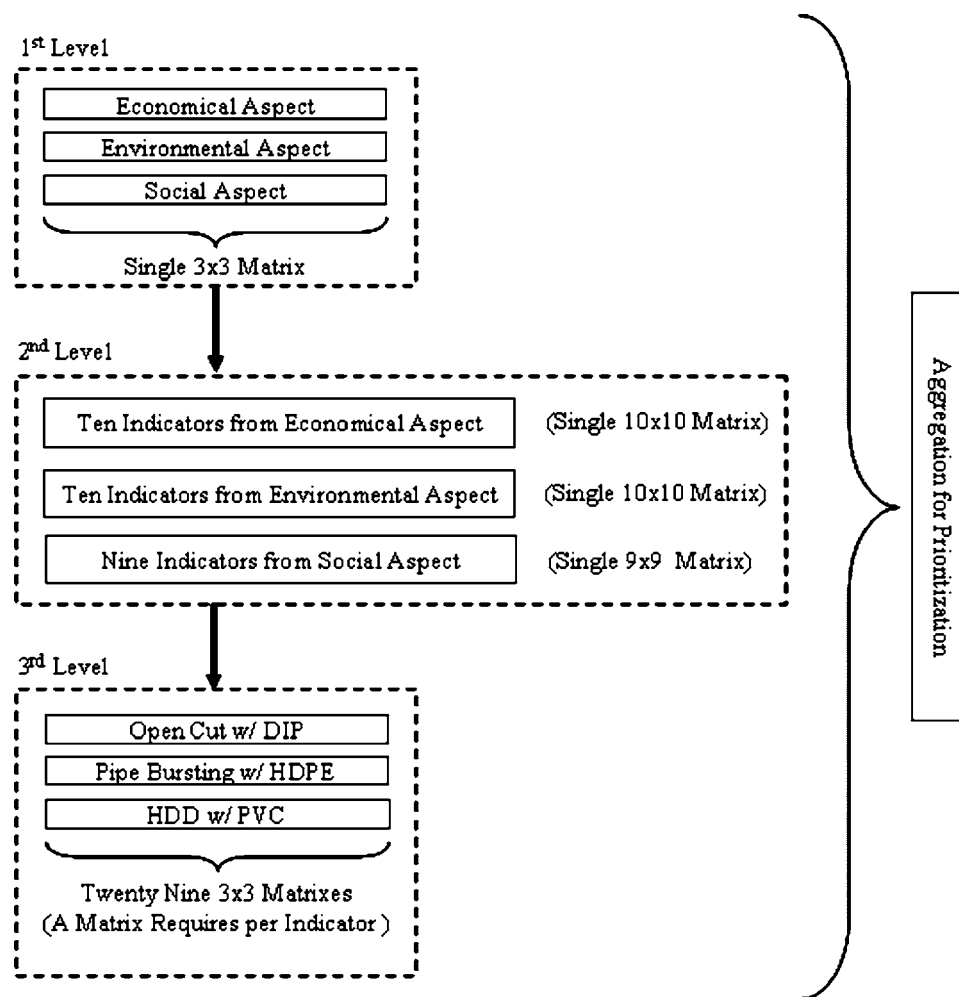 1st Level
Economical Aspect
Environmental Aspect
Social Aspect
Single 3x3 Matrix
2nd Level
Ten Indicators from Economical Aspect (Single 10x10 Matrix)
Ten Indicators from Environmental Aspect (Single 10x10 Matrix)
Nine Indicators from Social Aspect (Single 9x9 Matrix)
3rd Level
Open Cut w/ DIP
Pipe Bursting w/ HDPE
HDD w/ PVC
Twenty Nine 3x3 Matrixes
(A Matrix Requires per Indicator)
Aggregation for Prioritization